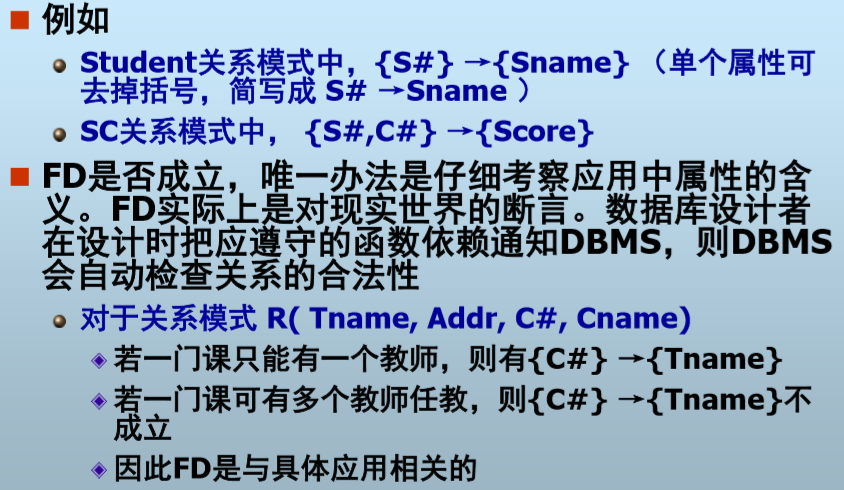 例如
Student关系模式中，{S#} →{Sname} （单个属性可
去掉括号，简写成 S# →Sname ）
SC关系模式中， {S#,C#} →{Score}
FD是否成立，唯一办法是仔细考察应用中属性的含
义。FD实际上是对现实世界的断言。数据库设计者
在设计时把应遵守的函数依赖通知DBMS，则DBMS
会自动检查关系的合法性
对于关系模式 R( Tname, Addr, C#, Cname)
若一门课只能有一个教师，则有{C#} →{Tname}
若一门课可有多个教师任教，则{C#} →{Tname}不
成立
因此FD是与具体应用相关的